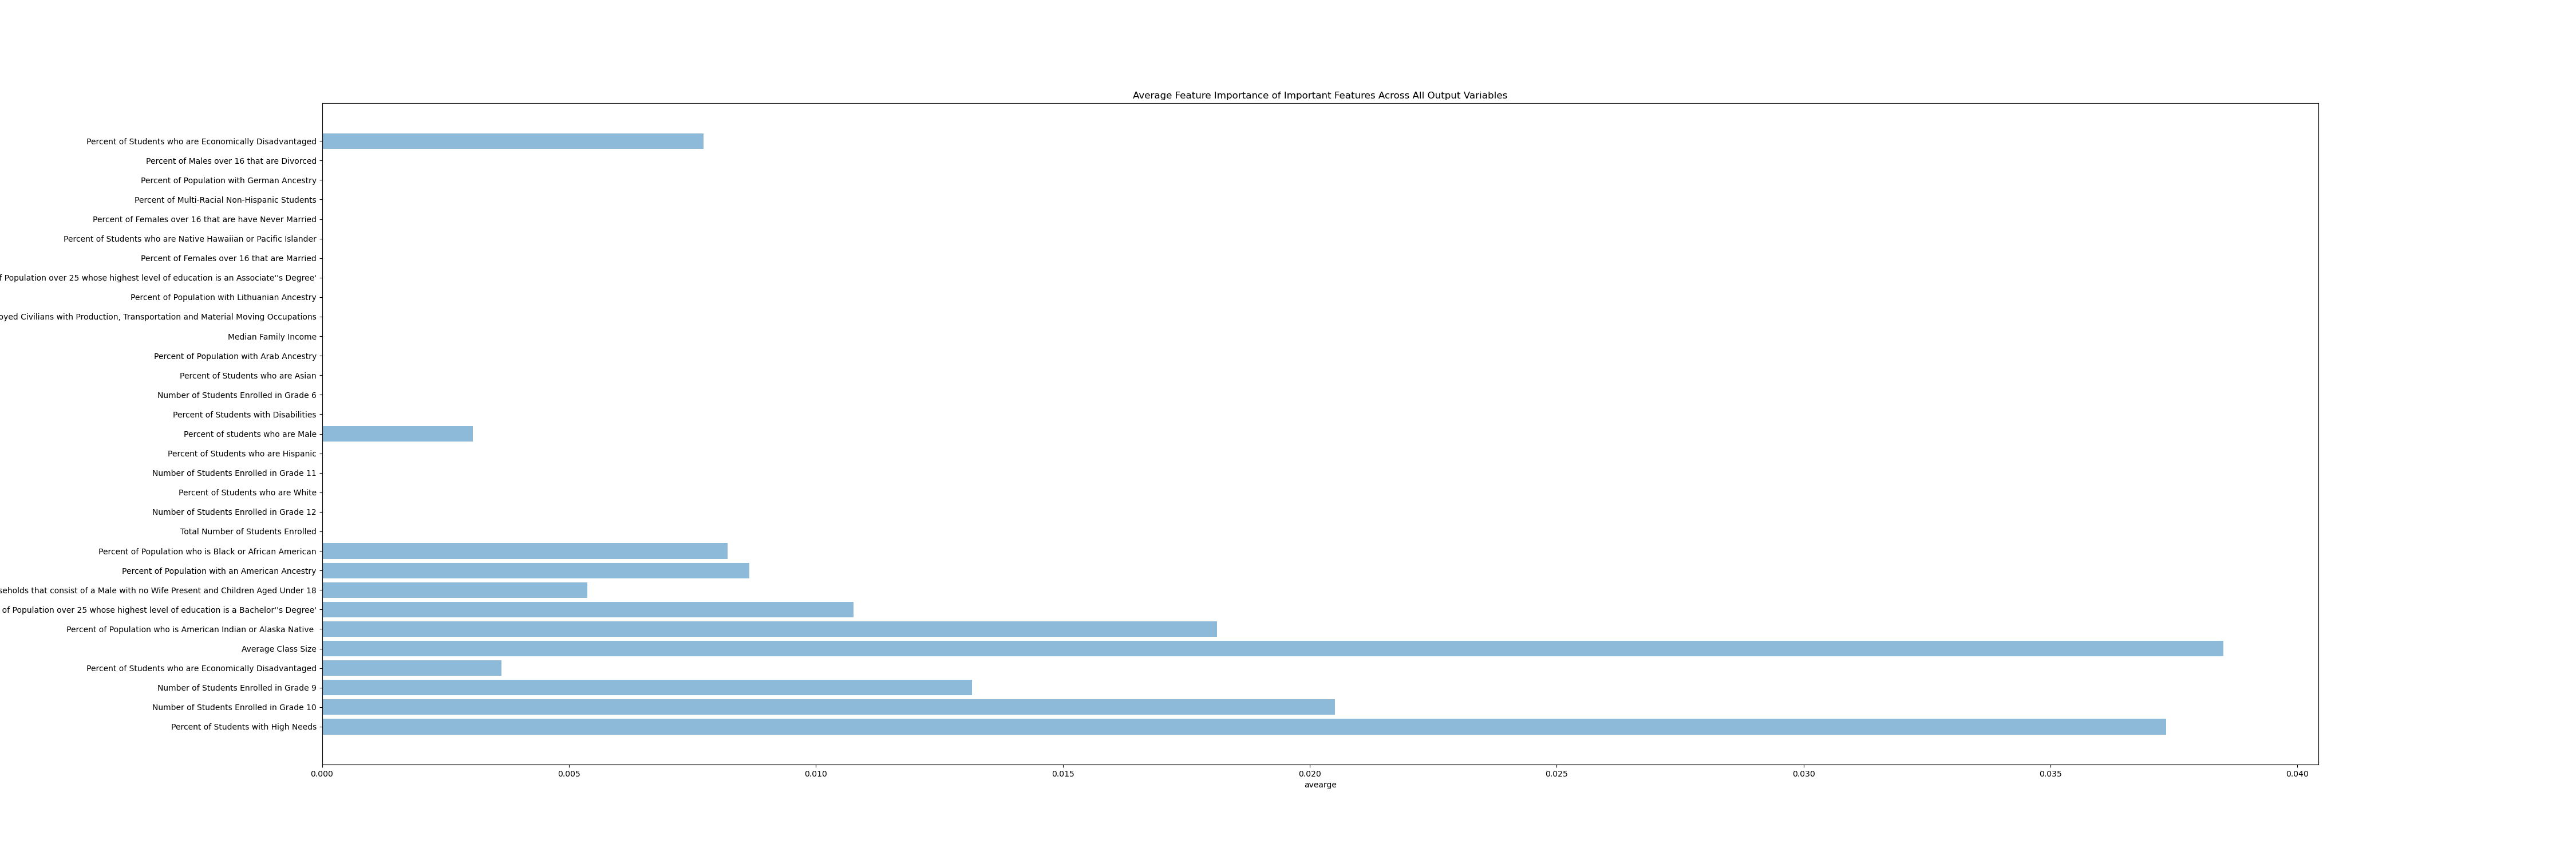 Average Feature Importance of Important Features Across All Output Variables
Percent of Students who are Economically Disadvantaged
Percent of Males over 16 that are Divorced
Percent of Population with German Ancestry
Percent of Multi-Racial Non-Hispanic Students
Percent of Females over 16 that are have Never Married
Percent of Students who are Native Hawaiian or Pacific Islander
Percent of Females over 16 that are Married
Population over 25 whose highest level of education is an Associate''s Degree'
Percent of Population with Lithuanian Ancestry
Civilians with Production, Transportation and Material Moving Occupations
Median Family Income
Percent of Population with Arab Ancestry
Percent of Students who are Asian
Number of Students Enrolled in Grade 6
Percent of Students with Disabilities
Percent of students who are Male
Percent of Students who are Hispanic
Number of Students Enrolled in Grade 11
Percent of Students who are White
Number of Students Enrolled in Grade 12
Total Number of Students Enrolled
Percent of Population who is Black or African American
Percent of Population with an American Ancestry
that consist of a Male with no Wife Present and Children Aged Under 18
of Population over 25 whose highest level of education is a Bachelor''s Degree'
Percent of Population who is American Indian or Alaska Native
Average Class Size
Percent of Students who are Economically Disadvantaged
Number of Students Enrolled in Grade 9
Number of Students Enrolled in Grade 10
Percent of Students with High Needs
0.000 0.005 0.010 0.015 0.020 0.025 0.030 0.035 0.040
avearge